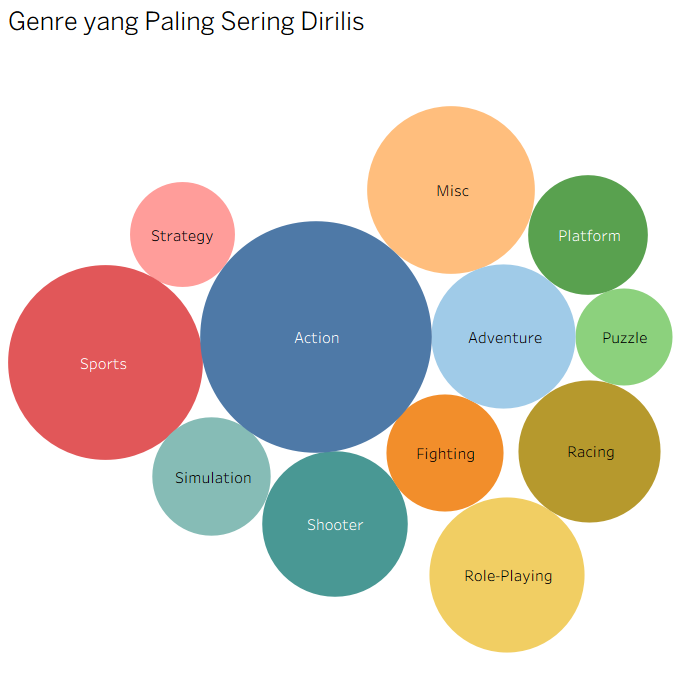 Genre yang Paling Sering Dirilis
Misc
Strategy
Platform
Action
Adventure
Puzzle
Sports
Fighting
Racing
Simulation
Shooter
Role-Playing